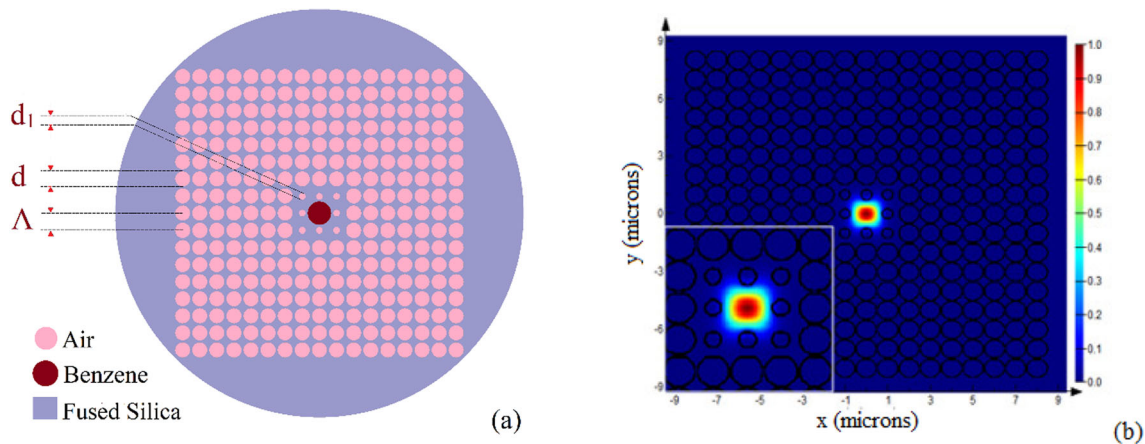 d1
d
Λ
Air
Benzene
Fused Silica
(a)
y (microns)
9
6
3
0
-3
-6
-9
-9
-7
-5
-3
-1
1
3
5
7
9
x (microns)
1.0
0.9
0.8
0.7
0.6
0.5
0.4
0.3
0.2
0.1
0.0
(b)